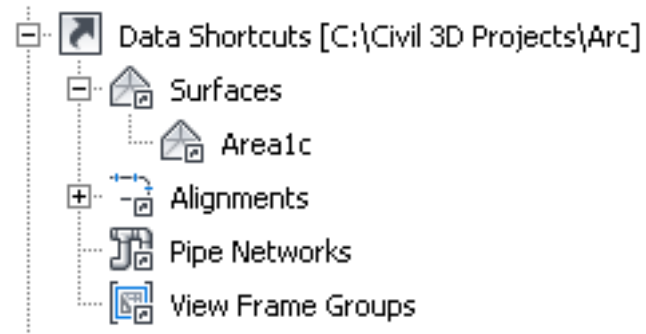 Data Shortcuts [C:\Civil 3D Projects\Arc]
Surfaces
Area1c
Alignments
Pipe Networks
View Frame Groups